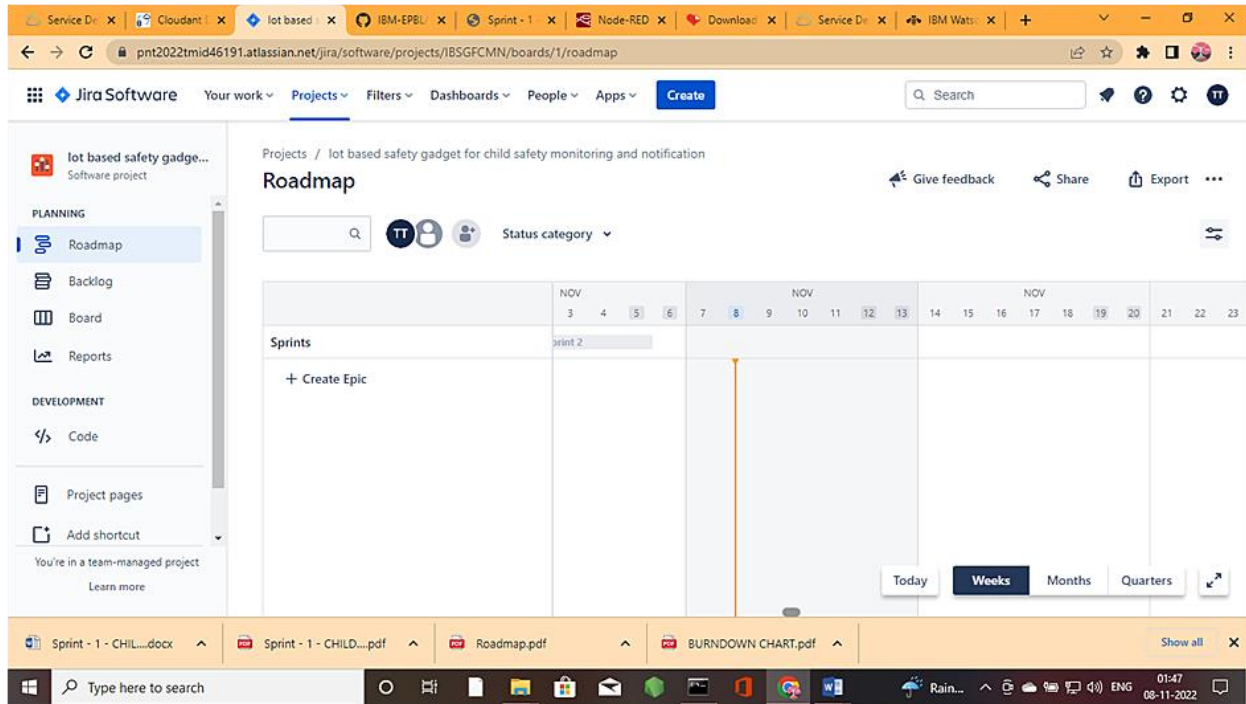 Service De
Cloudant
Iot based s
IBM-EPBL/
Sprint - 1 -
Node-RED
Download
Service De
IBM Watso
pnt2022tmid46191.atlassian.net/jira/software/projects/IBSGFCMN/boards/1/roadmap
Jira Software Your work Projects Filters Dashboards People Apps Create Search TT
Iot based safety gadge...
Software project
PLANNING
Roadmap
Backlog
Board
Reports
DEVELOPMENT
Code
Project pages
Add shortcut
You're in a team-managed project
Learn more
Projects / Iot based safety gadget for child safety monitoring and notification
Roadmap
Give feedback Share Export
TT Status category
NOV NOV NOV
3 4 5 6 7 8 9 10 11 12 13 14 15 16 17 18 19 20 21 22 23
Sprints print 2
+ Create Epic
Today Weeks Months Quarters
Sprint - 1 - CHIL....docx Sprint - 1 - CHILD....pdf Roadmap.pdf BURNDOWN CHART.pdf Show all
Type here to search Rain... ENG 01:47
08-11-2022